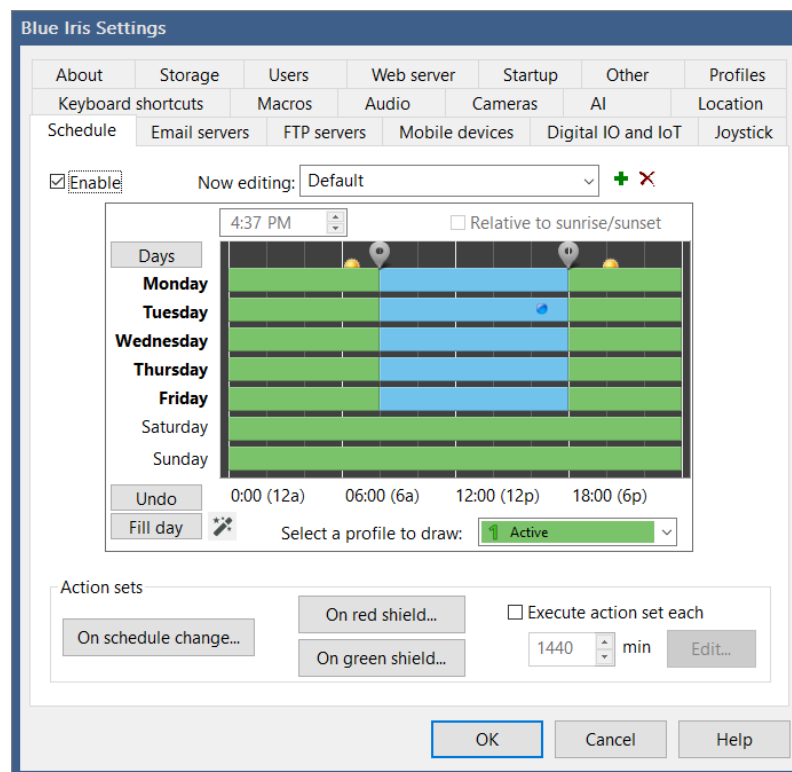 Blue Iris Settings
About Storage Users Web server Startup Other Profiles
Keyboard shortcuts Macros Audio Cameras AI Location
Schedule Email servers FTP servers Mobile devices Digital IO and IoT Joystick
Enable Now editing: Default
4:37 PM Relative to sunrise/sunset
Days
Monday
Tuesday
Wednesday
Thursday
Friday
Saturday
Sunday
Undo 0:00 (12a) 06:00 (6a) 12:00 (12p) 18:00 (6p)
Fill day Select a profile to draw: 1 Active
Action sets
On red shield... Execute action set each
On schedule change...
1440 min Edit...
On green shield...
OK Cancel Help